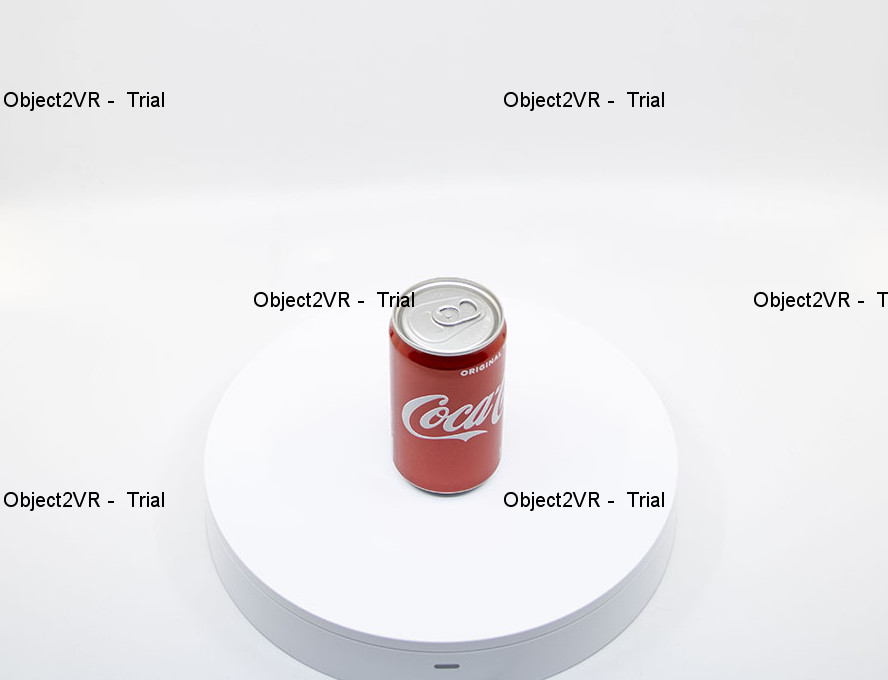 Object2VR - Trial
Object2VR - Trial
Object2VR - Trial
Object2VR - T
ORIGINAL
Coca
Object2VR - Trial
Object2VR - Trial